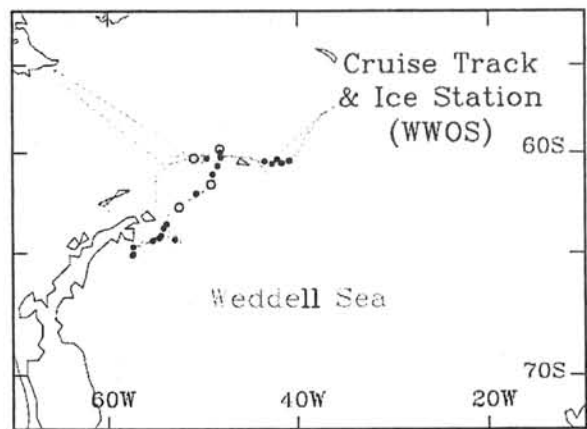 Cruise Track
& Ice Station
(WWOS)
60S
Weddell Sea
70S
60W 40W 20W